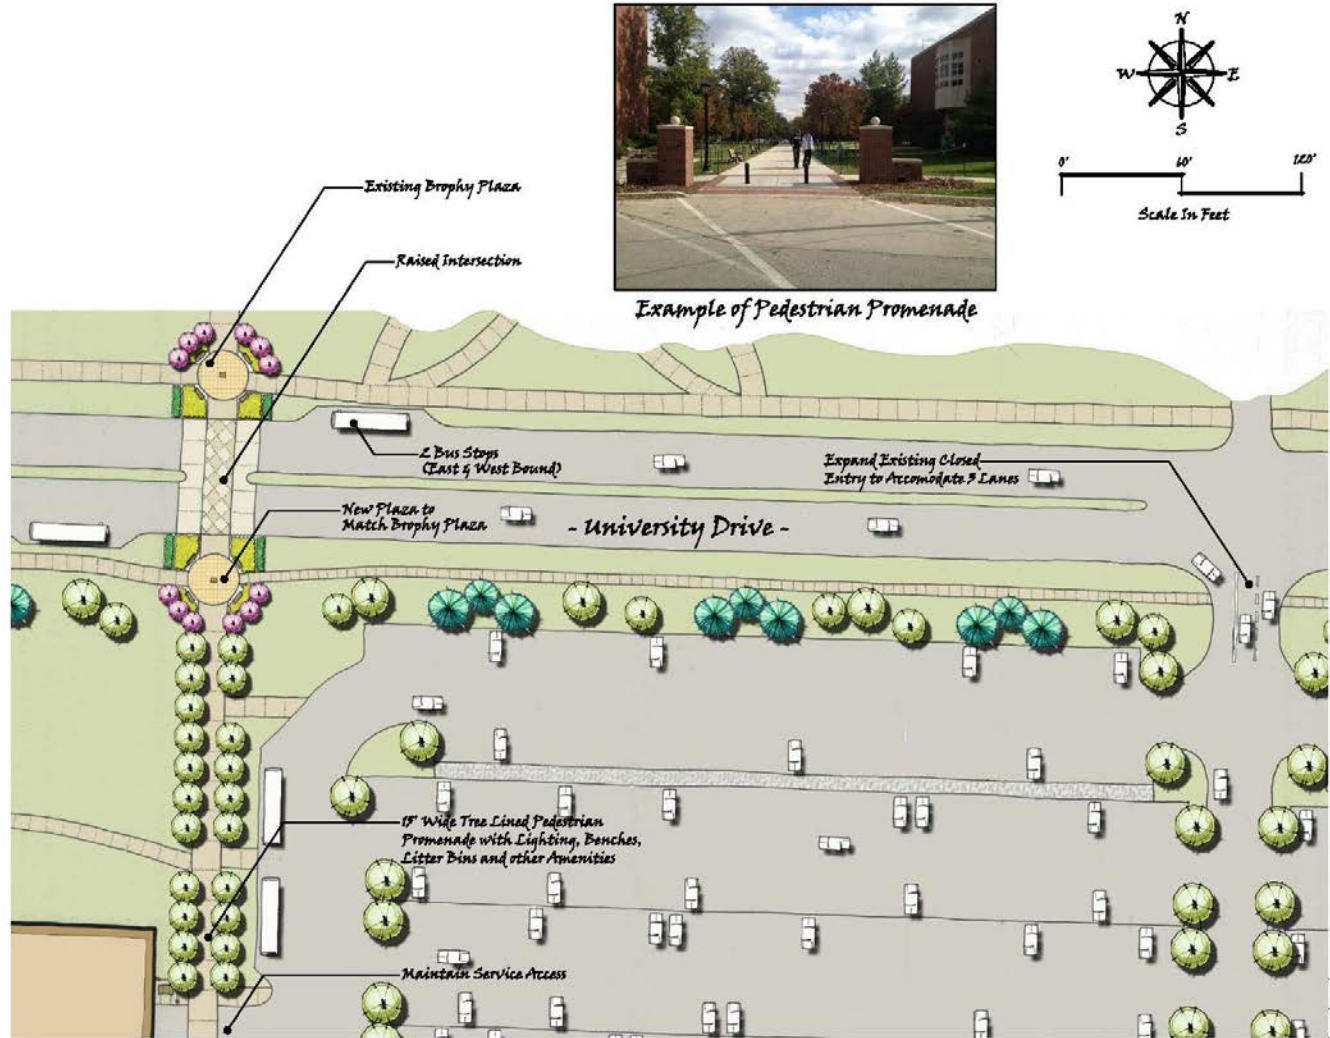 N
W E
S
0' 60' 120'
Scale In Feet
Example of Pedestrian Promenade
Existing Brophy Plaza
Raised Intersection
2 Bus Stops
(East & West Bound)
Expand Existing Closed
Entry to Accomodate 3 Lanes
New Plaza to
Match Brophy Plaza
- University Drive -
15' Wide Tree Lined Pedestrian
Promenade with Lighting, Benches,
Litter Bins and other Amenities
Maintain Service Access